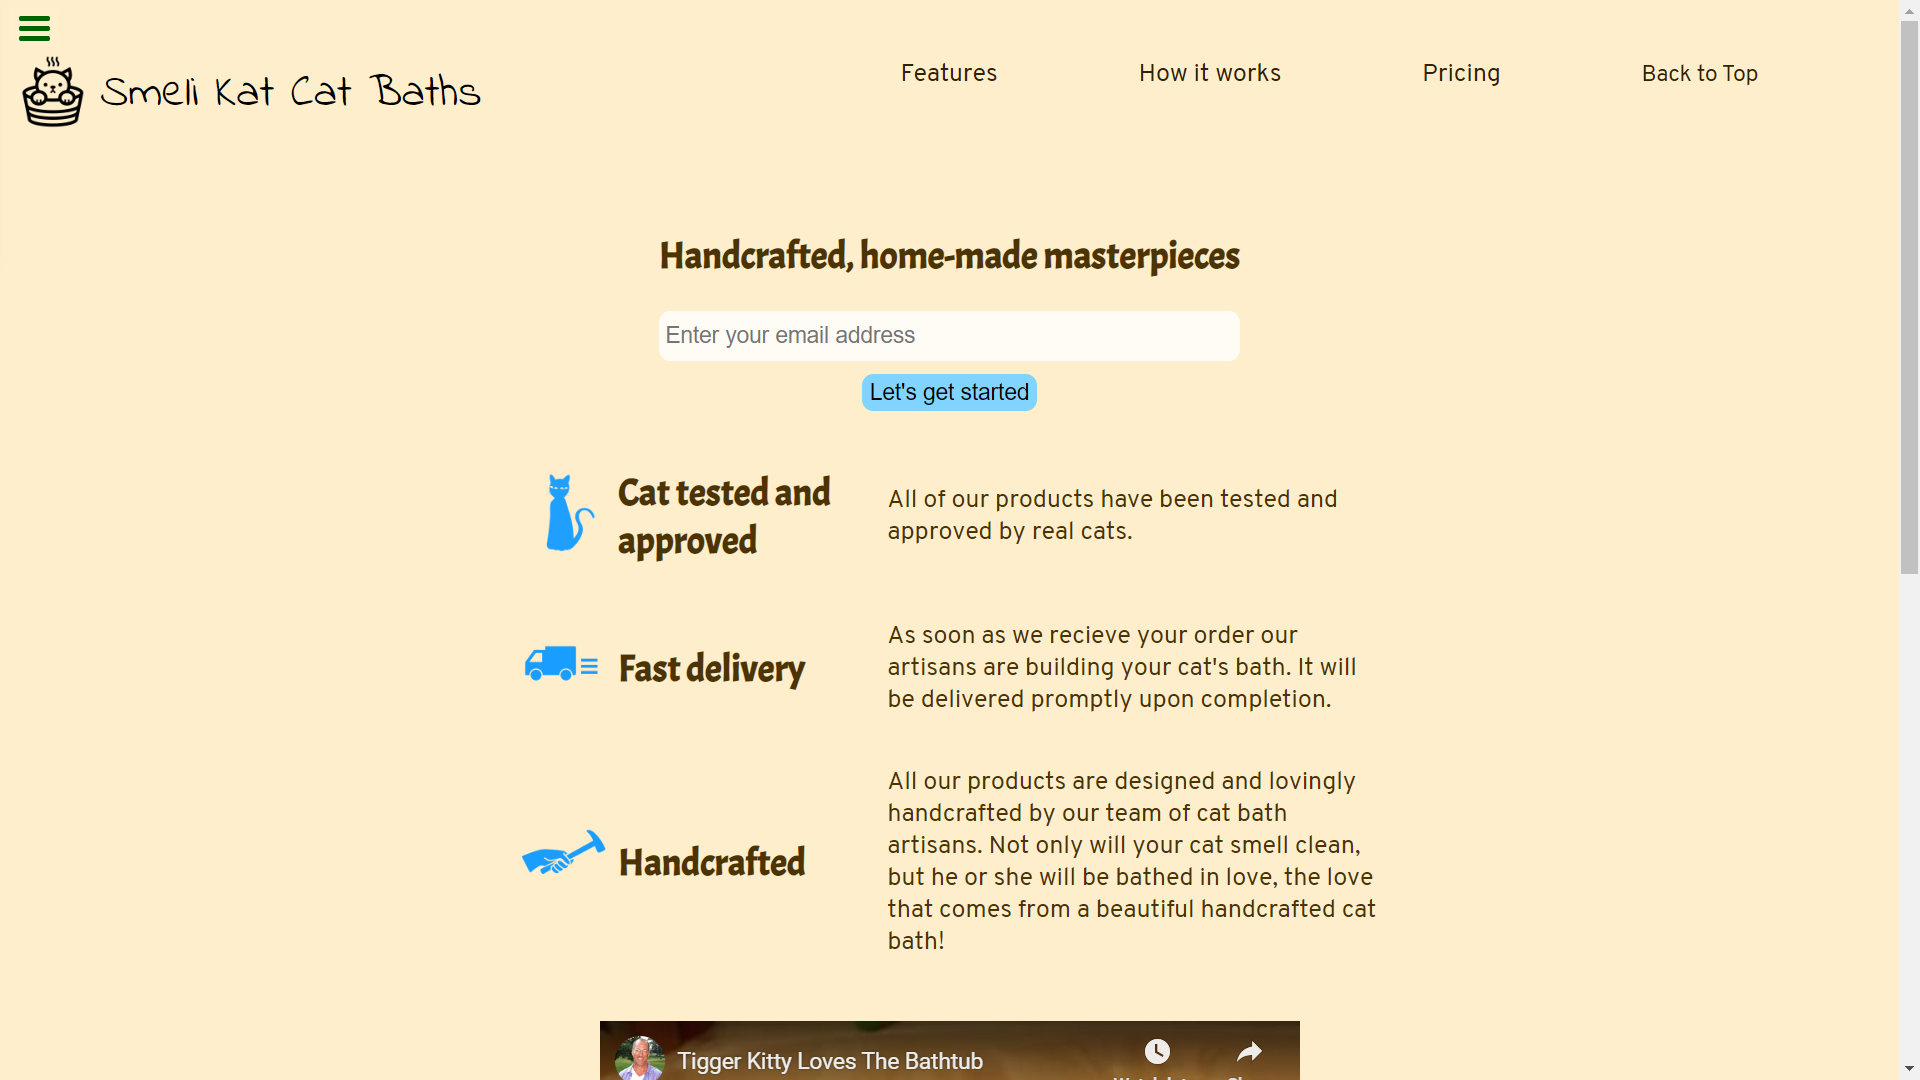 Smeli Kat Cat Baths
Features
How it works
Pricing
Back to Top
Handcrafted, home-made masterpieces
Enter your email address
Let's get started
Cat tested and
approved
All of our products have been tested and
approved by real cats.
Fast delivery
As soon as we recieve your order our
artisans are building your cat's bath. It will
be delivered promptly upon completion.
Handcrafted
All our products are designed and lovingly
handcrafted by our team of cat bath
artisans. Not only will your cat smell clean,
but he or she will be bathed in love, the love
that comes from a beautiful handcrafted cat
bath!
Tigger Kitty Loves The Bathtub